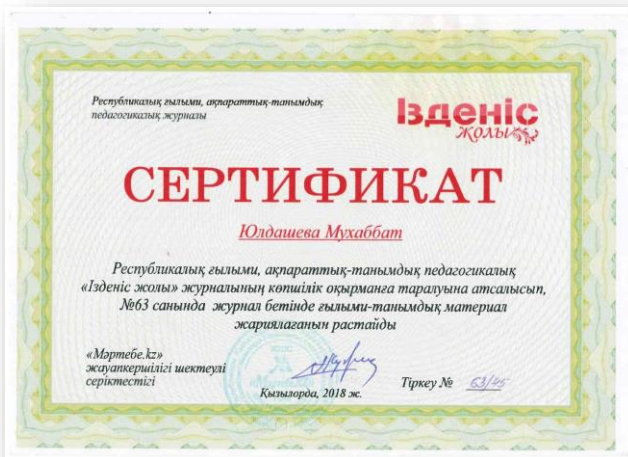 Республикалық ғылыми, ақпараттық-танымдық
педагогикалық журналы
Ізденіс
жолы
СЕРТИФИКАТ
Юлдашева Мухаббат
Республикалық ғылыми, ақпараттық-танымдық педагогикалық
«Ізденіс жолы» журналының көпшілік оқырманға таралуына атсалысып,
№63 санында журнал бетінде ғылыми-танымдық материал
жариялағанын растайды
«Мәртебе.kz»
жауапкершілігі шектеулі
серіктестігі
Қызылорда, 2018 ж.
Тіркеу № 63/45